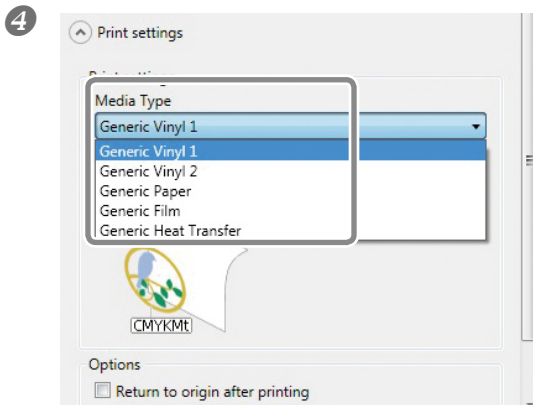 4
Print settings
Media Type
Generic Vinyl 1
Generic Vinyl 1
Generic Vinyl 2
Generic Paper
Generic Film
Generic Heat Transfer
CMYKMt
Options
Return to origin after printing